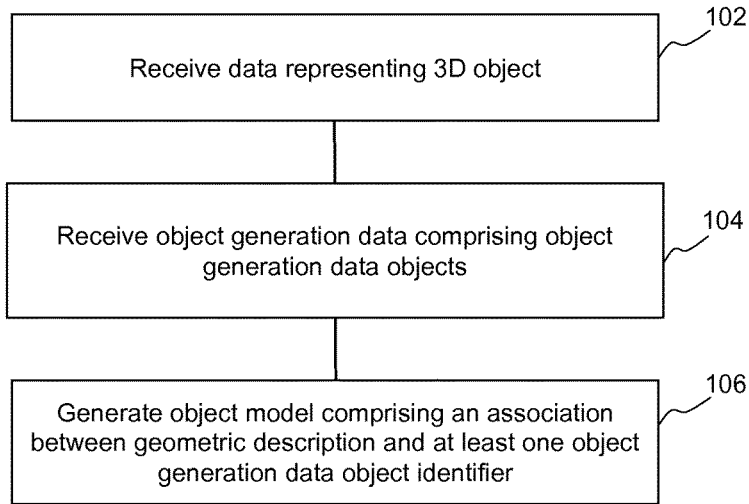 102
Receive data representing 3D object
104
Receive object generation data comprising object
generation data objects
106
Generate object model comprising an association
between geometric description and at least one object
generation data object identifier